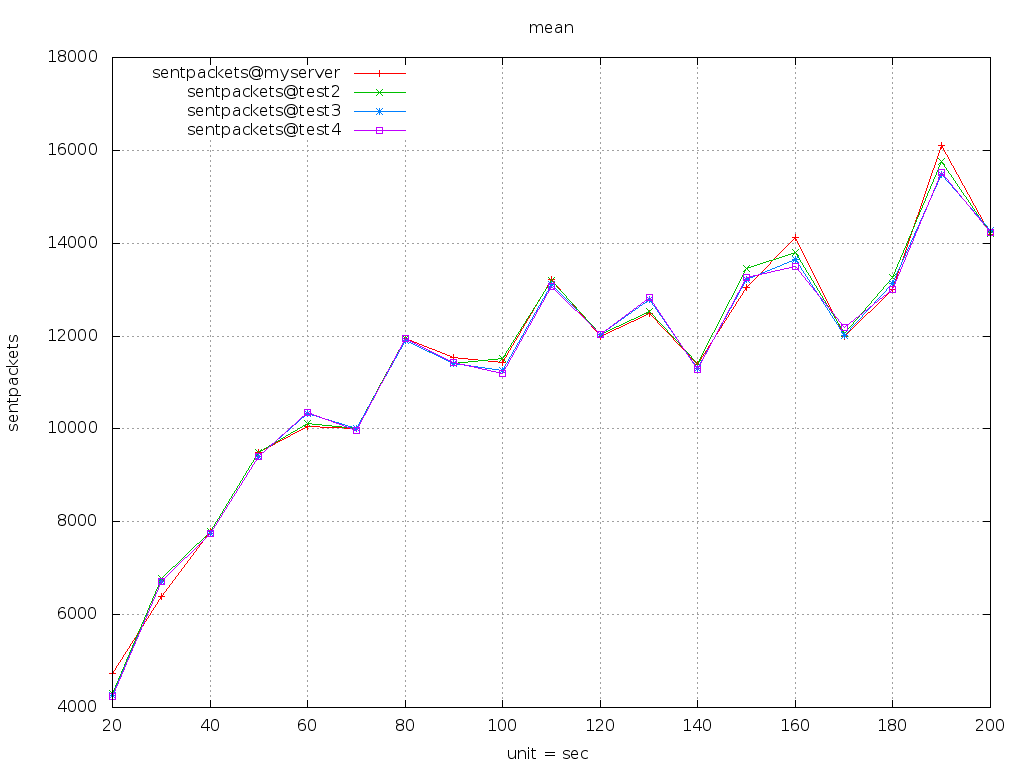 mean
18000
16000
14000
12000
10000
8000
6000
4000
sentpackets
sentpackets@myserver
sentpackets@test2
sentpackets@test3
sentpackets@test4
20 40 60 80 100 120 140 160 180 200
unit = sec